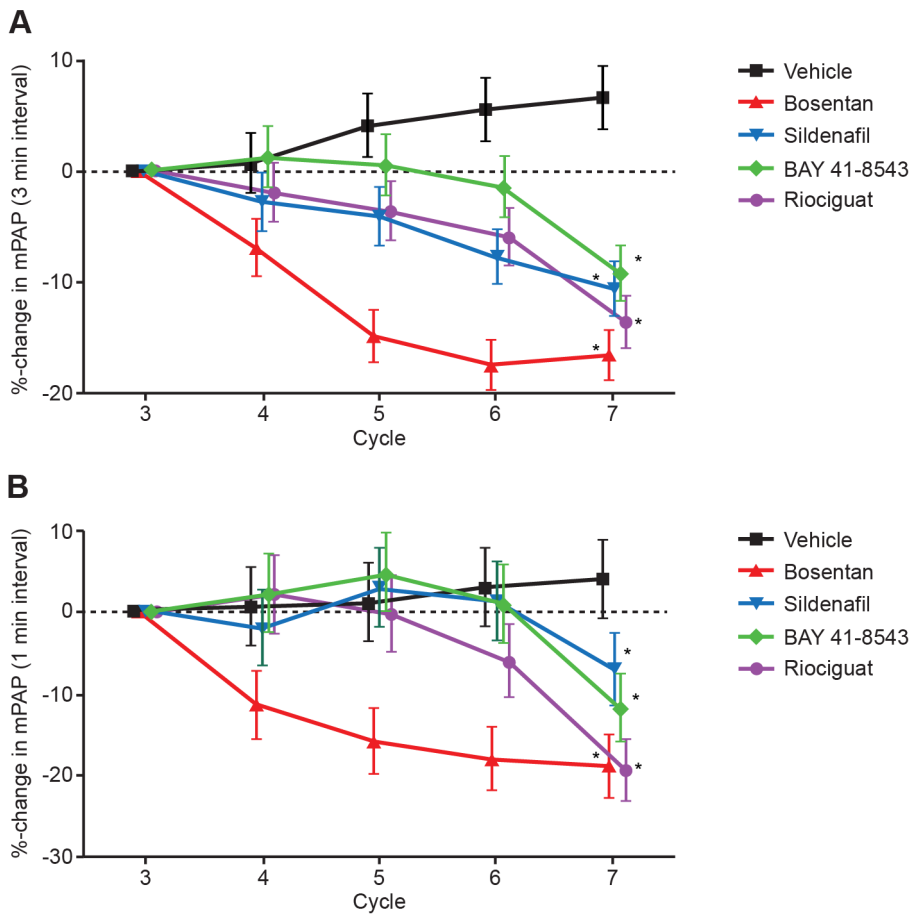 A
%-change in mPAP (3 min interval)
10
0
-10
-20
3 4 5 6 7
Cycle
*
*
*
*
Vehicle
Bosentan
Sildenafil
BAY 41-8543
Riociguat
B
%-change in mPAP (1 min interval)
10
0
-10
-20
-30
3 4 5 6 7
Cycle
*
*
*
*
Vehicle
Bosentan
Sildenafil
BAY 41-8543
Riociguat